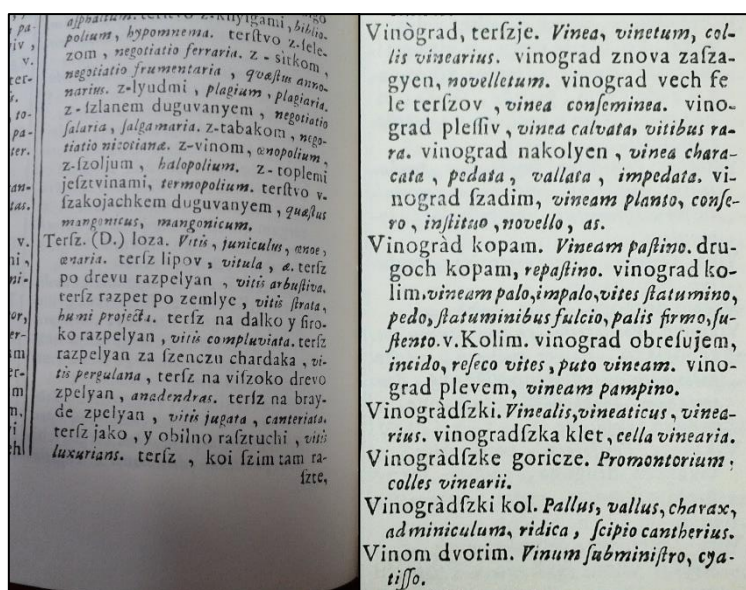 ajphaltum. terſztvo z-knyigami, biblio-
polium, hypomnema. terſtvo z-ſele-
zom, negotiatio ferraria. z-sitkom,
negotiatio frumentaria, quæſtus anno-
narius. z-lyudmi, plagium, plagiaria.
z-ſzlanem duguvanyem, negotiatio
ſalaria, ſalgamaria. z-tabakom, nego-
tiatio nicotianæ. z-vinom, œnopolium,
z-ſzoljum, halopolium. z-toplemi
jeſztvinami, termopolium. terſtvo v.
ſzakojachkem duguvanyem, quæſtus
mangonicus, mangonicum.
Terſz. (D.) loza. Vitis, juniculus, œnoe,
œnaria. terſz lipov, vitula, æ. terſz
po drevu razpelyan, vitis arbuſtiva.
terſz razpet po zemlye, vitis ſtrata,
humi projecta. terſz na dalko y ſiro-
ko razpelyan, vitis compluviata. terſz
razpelyan za ſzenczu chardaka, vi-
tis pergulana, terſz na viſzoko drevo
zpelyan, anadendras. terſz na bray-
de zpelyan, vitis jugata, canteriata.
terſz jako, y obilno raſztuchi, vitis
luxurians. terſz, koi ſzim tam ra-
ſzte,
Vinògrad, terſzje. Vinea, vinetum, col-
lis vinearius. vinograd znova zaſza-
gyen, novelletum. vinograd vech fe
le terſzov, vinea conſeminea. vino-
grad pleſſiv, vinea calvata, vitibus ra-
ra. vinograd nakolyen, vinea chara-
cata, pedata, vallata, impedata. vi-
nograd ſzadim, vineam planto, conſe-
ro, inſtituo, novello, as.
Vinogràd kopam. Vineam paſtino. dru-
goch kopam, repaſtino. vinograd ko-
lim. vineam palo, impalo, vites ſtatumino,
pedo, ſtatuminibus fulcio, palis firmo, ſu-
ſtento. v. Kolim. vinograd obreſujem,
incido, reſeco vites, puto vineam. vino-
grad plevem, vineam pampino.
Vinogràdſzki. Vinealis, vineaticus, vinea-
rius. vinogradſzka klet, cella vinearia.
Vinogràdſzke goricze. Promontorium,
colles vinearii.
Vinogràdſzki kol. Pallus, vallus, charax,
adminiculum, ridica, ſcipio cantherius.
Vinom dvorim. Vinum ſubminiſtro, cya-
tiſſo.